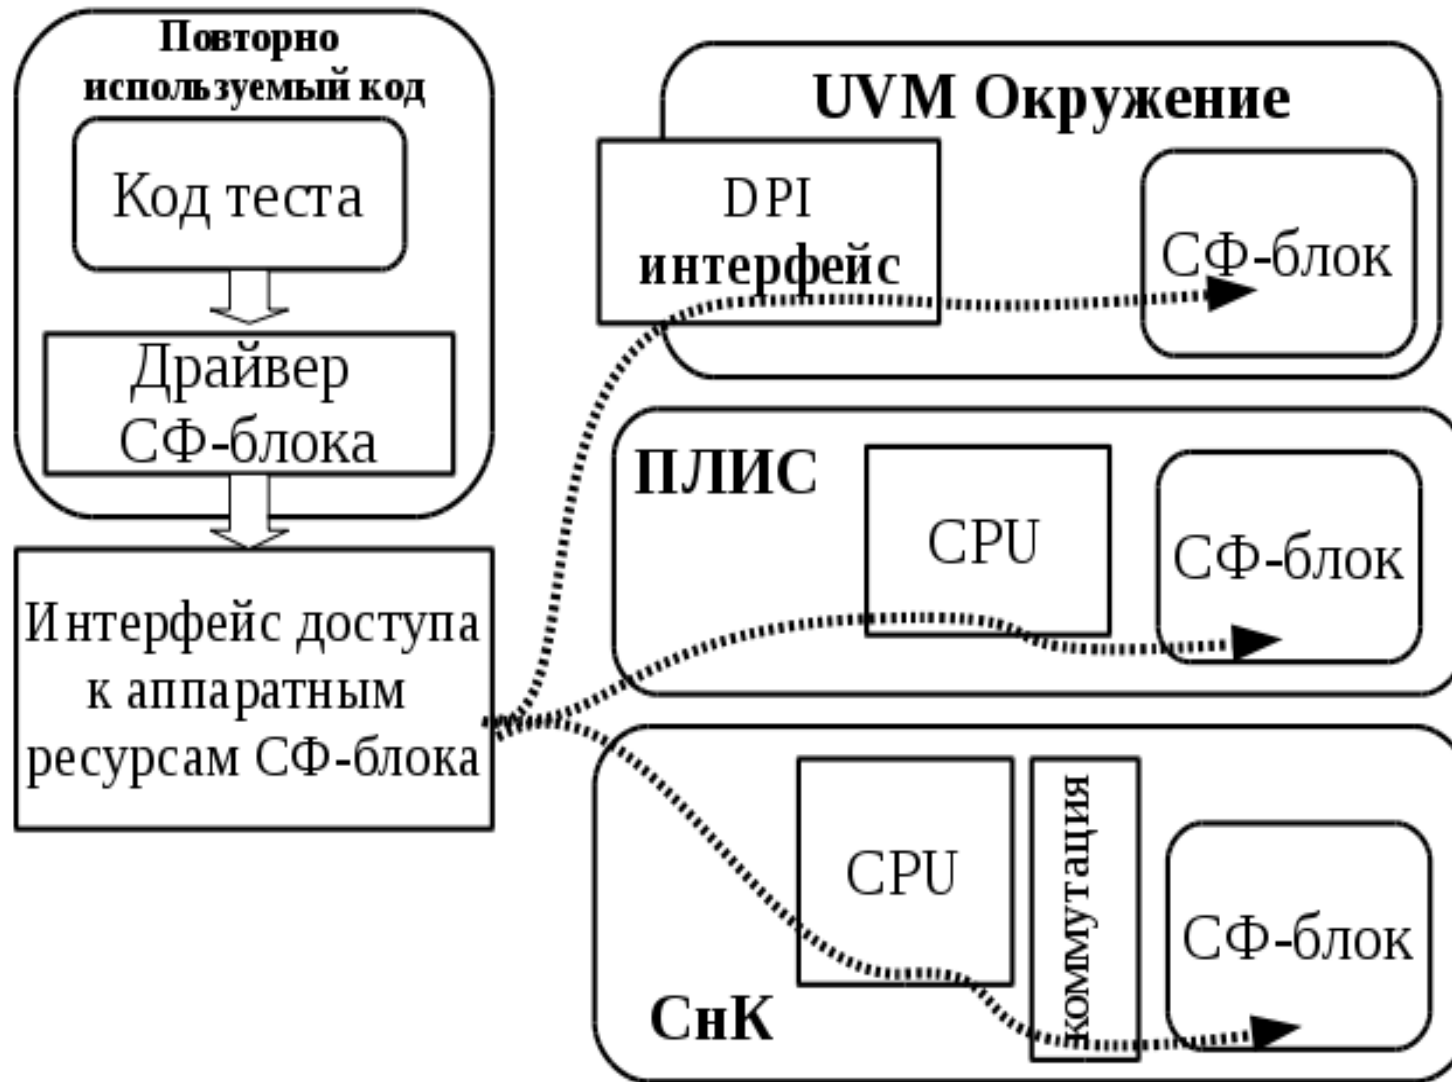 Повторно
используемый код
Код теста
Драйвер
СФ-блока
Интерфейс доступа
к аппаратным
ресурсам СФ-блока
UVM Окружение
DPI
интерфейс
СФ-блок
ПЛИС
CPU
СФ-блок
CPU
коммутация
СФ-блок
СнК